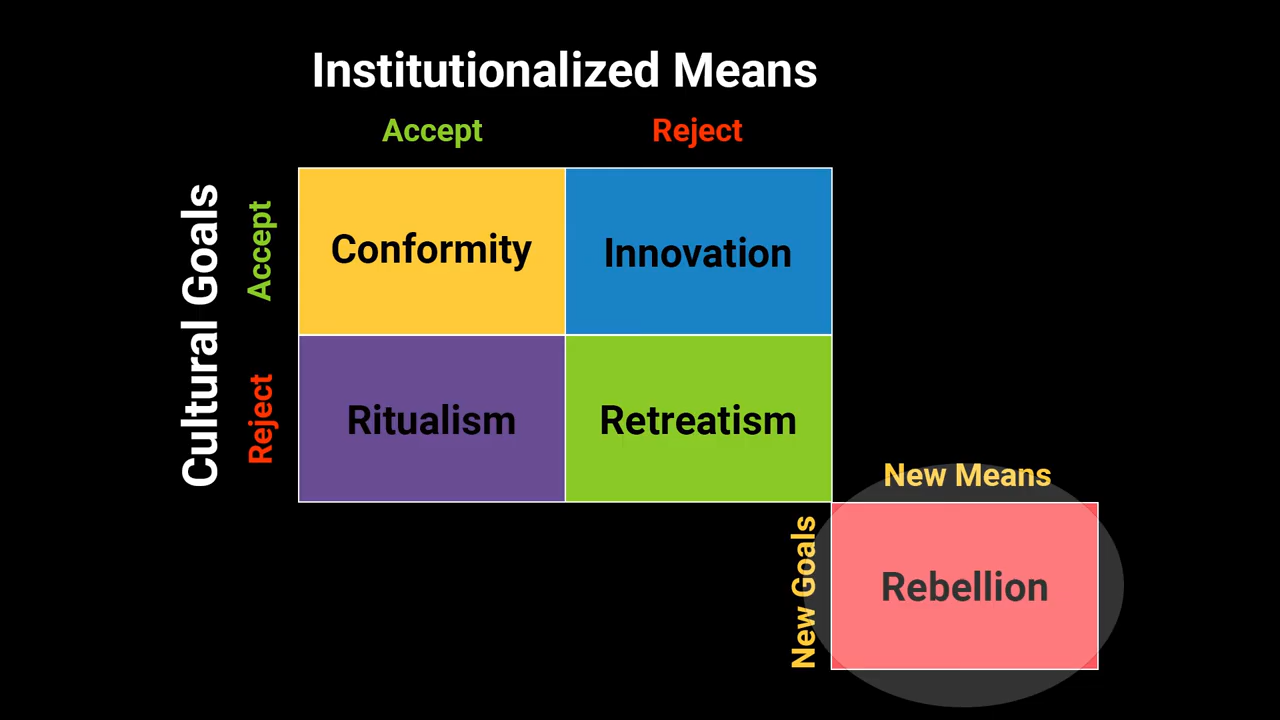 Institutionalized Means
Accept
Reject
Cultural Goals
Accept
Conformity
Innovation
Reject
Ritualism
Retreatism
New Means
New Goals
Rebellion